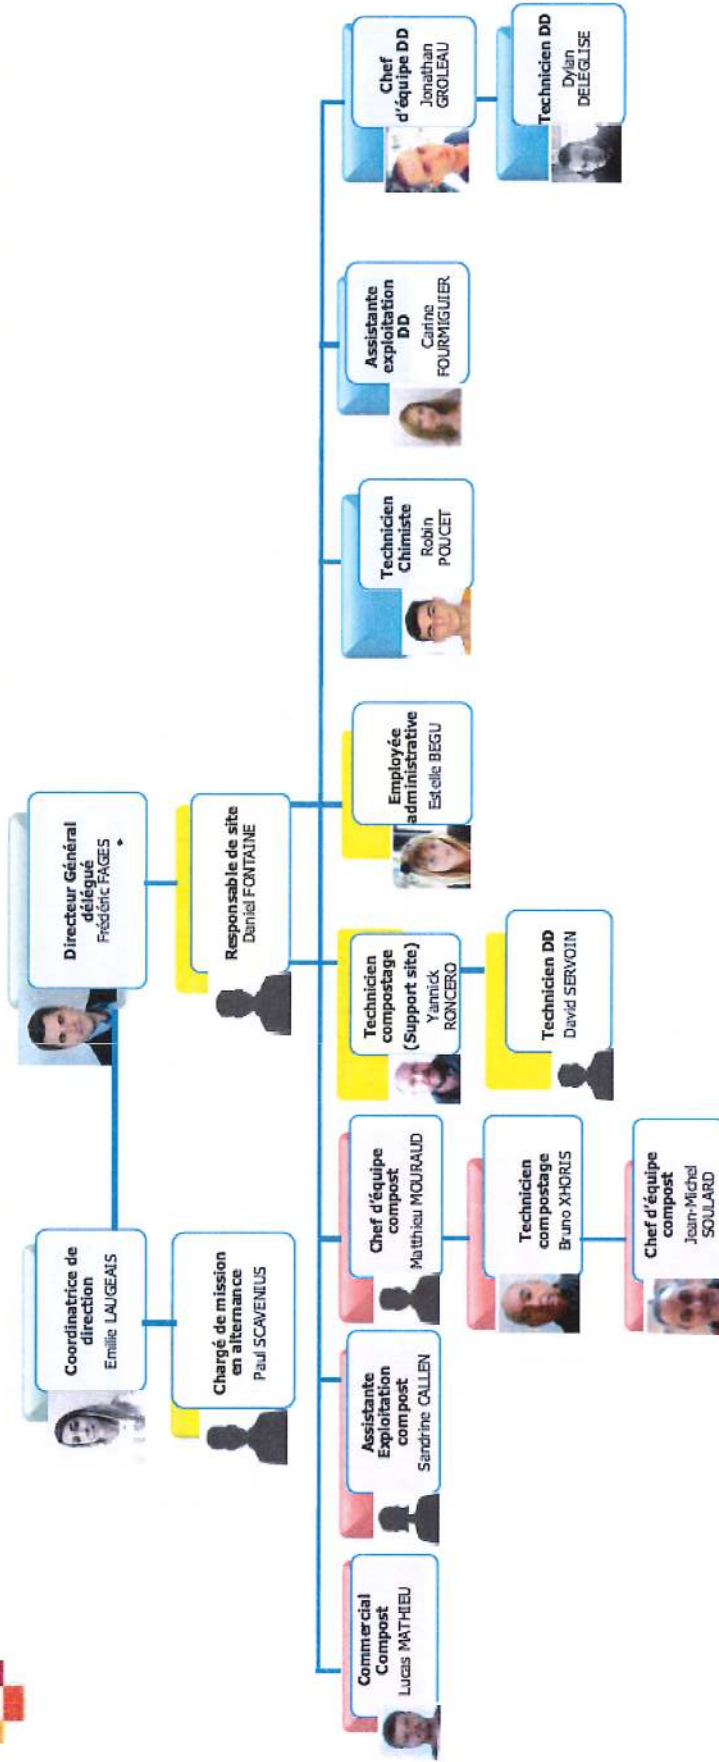 Directeur Général
délégué
Frédéric FAGES
Coordinatrice de
direction
Emilie LAUGEAIS
Chargé de mission
en alternance
Paul SCAVENIUS
Responsable de site
Daniel FONTAINE
Commercial
Compost
Lucas MATHIEU
Assistante
Exploitation
compost
Sandrine CALLEN
Chef d'équipe
compost
Matthieu MOURAUD
Technicien
compostage
Bruno XHORIS
Chef d'équipe
compost
Jean-Michel
SOULARD
Technicien
compostage
(Support site)
Yannick
RONCERO
Technicien DD
David SERVOIN
Employée
administrative
Estelle BEGU
Technicien
Chimiste
Robin
POUCET
Assistante
exploitation
DD
Carine
FOURMIGUIER
Chef
d'équipe DD
Jonathan
GROLEAU
Technicien DD
Dylan
DELEGLISE